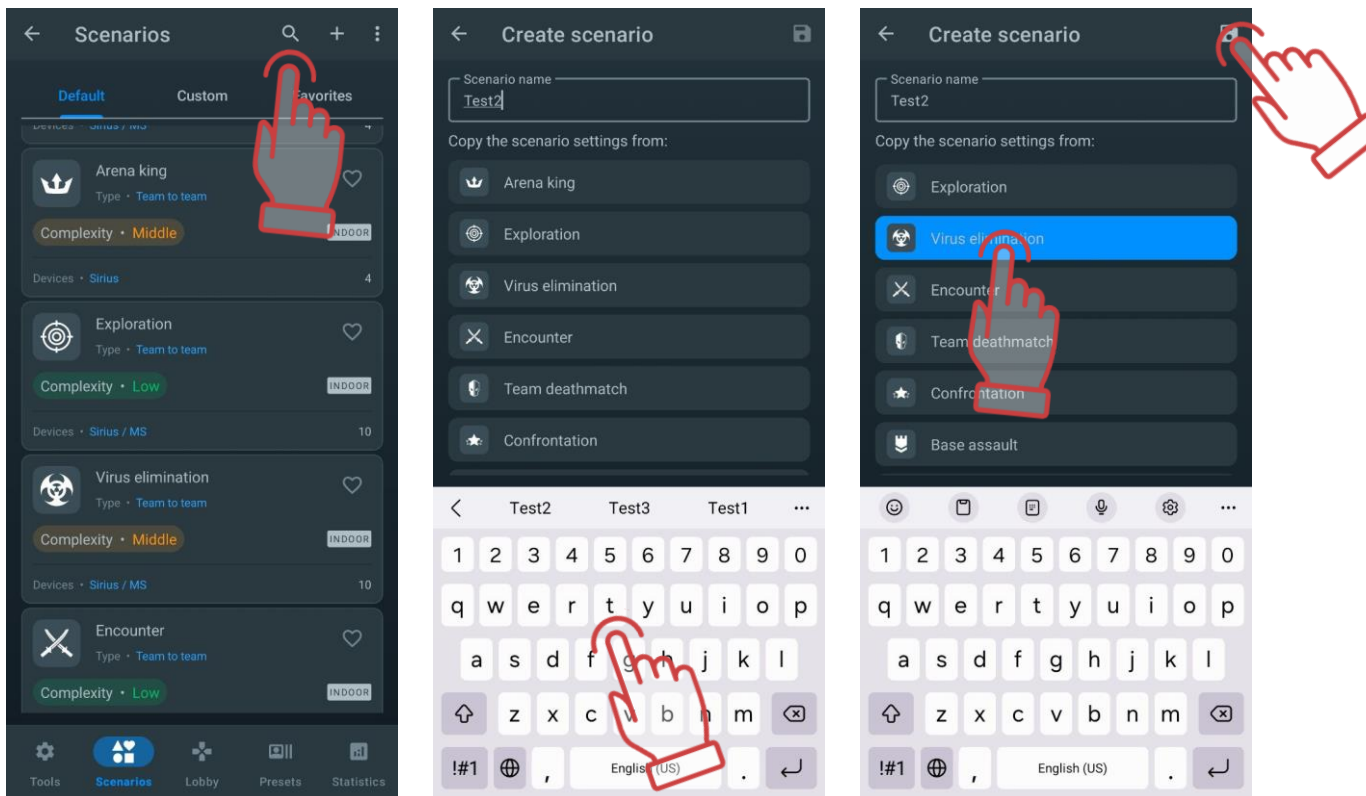 Scenarios
Default Custom Favorites
Devices • Sirius / MS 4
Arena king
Type • Team to team
Complexity • Middle INDOOR
Devices • Sirius 4
Exploration
Type • Team to team
Complexity • Low INDOOR
Devices • Sirius / MS 10
Virus elimination
Type • Team to team
Complexity • Middle INDOOR
Devices • Sirius / MS 10
Encounter
Type • Team to team
Complexity • Low INDOOR
Tools Scenarios Lobby Presets Statistics
Create scenario
Scenario name
Test2
Copy the scenario settings from:
Arena king
Exploration
Virus elimination
Encounter
Team deathmatch
Confrontation
Test2 Test3 Test1 ...
1 2 3 4 5 6 7 8 9 0
q w e r t y u i o p
a s d f g h j k l
z x c v b n m
!#1 , English (US) .
Create scenario
Scenario name
Test2
Copy the scenario settings from:
Exploration
Virus elimination
Encounter
Team deathmatch
Confrontation
Base assault
...
1 2 3 4 5 6 7 8 9 0
q w e r t y u i o p
a s d f g h j k l
z x c v b n m
!#1 , English (US) .